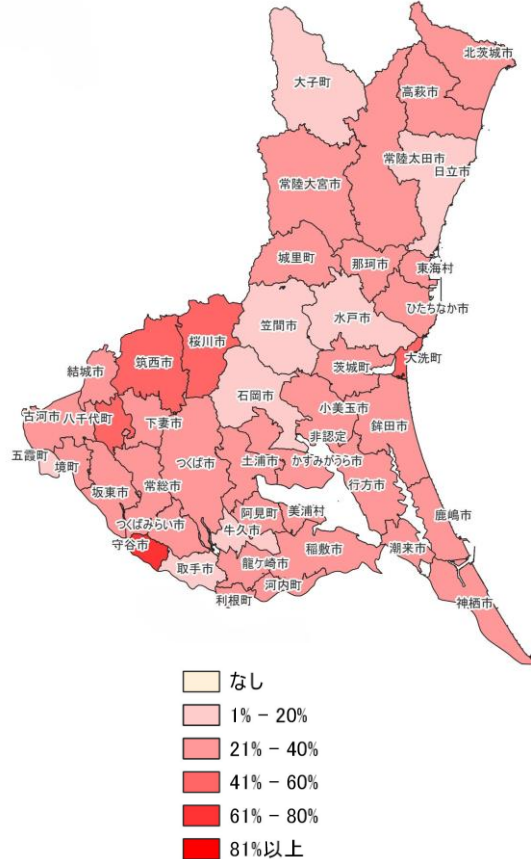 北茨城市
大子町
高萩市
常陸太田市
日立市
常陸大宮市
城里町
那珂市
東海村
ひたちなか市
笠間市
水戸市
桜川市
筑西市
茨城町
大洗町
結城市
石岡市
小美玉市
鉾田市
古河市
八千代町
下妻市
非認定
五霞町
境町
つくば市
土浦市
かすみがうら市
坂東市
常総市
行方市
阿見町
美浦村
つくばみらい市
牛久市
鹿嶋市
守谷市
稲敷市
潮来市
取手市
龍ケ崎市
河内町
利根町
神栖市
なし
1% - 20%
21% - 40%
41% - 60%
61% - 80%
81%以上